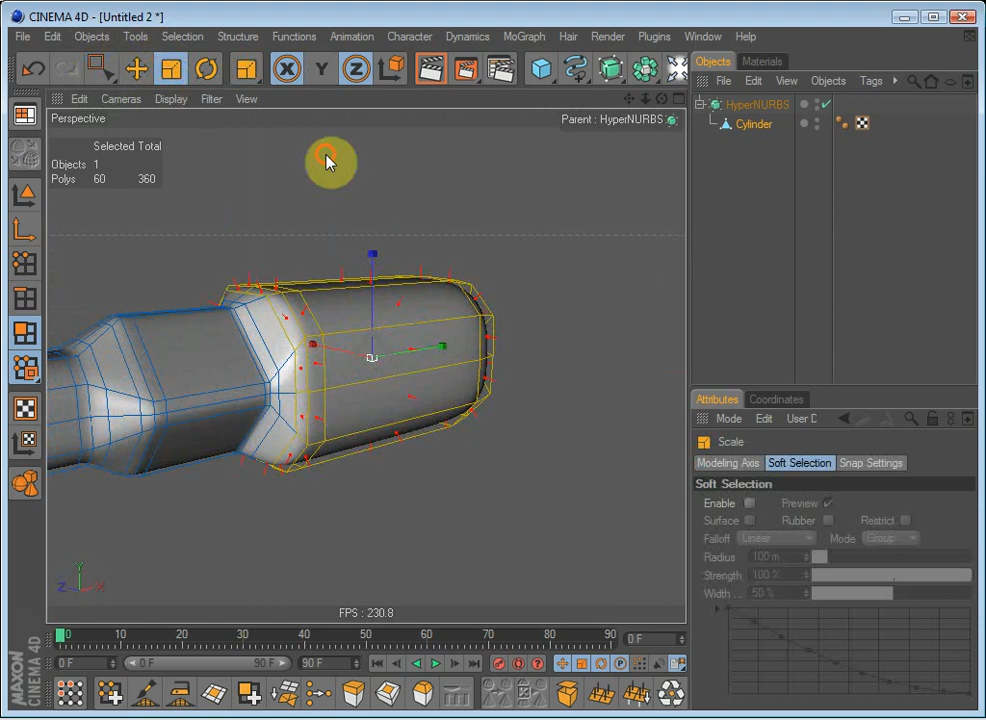 CINEMA 4D - [Untitled 2 *]
File Edit Objects Tools Selection Structure Functions Animation Character Dynamics MoGraph Hair Render Plugins Window Help
X Y Z
Objects Materials
File Edit View Objects Tags
Edit Cameras Display Filter View
Perspective
Parent : HyperNURBS
HyperNURBS
Cylinder
Selected Total
Objects 1
Polys 60 360
Attributes Coordinates
Mode Edit User D
Scale
Modeling Axis Soft Selection Snap Settings
Soft Selection
Enable Preview
Surface Rubber Restrict
Falloff Linear Mode Group
Radius 100 m
Strength 100 %
Width .. 50 %
Y
Z X
FPS : 230.8
0 10 20 30 40 50 60 70 80 90 0 F
0 F 0 F 90 F 90 F
P
MAXON
CINEMA 4D